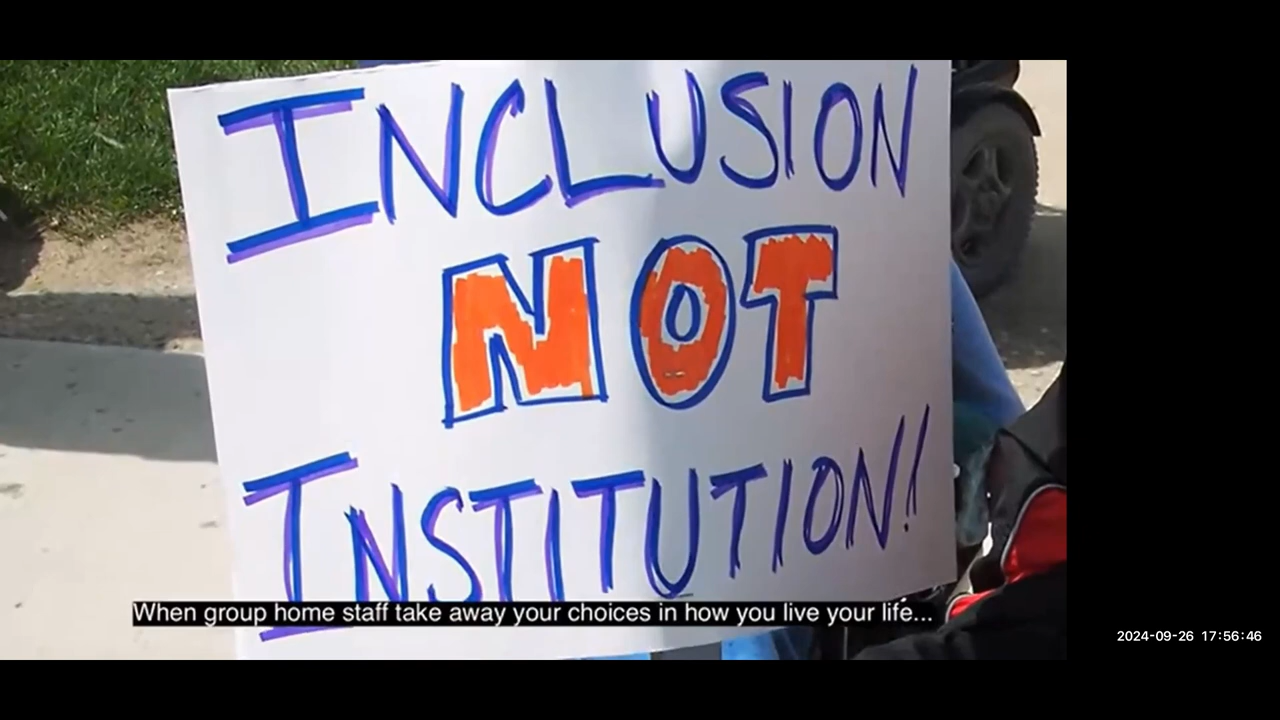 INCLUSION
NOT
INSTITUTION!
When group home staff take away your choices in how you live your life...
2024-09-26 17:56:46